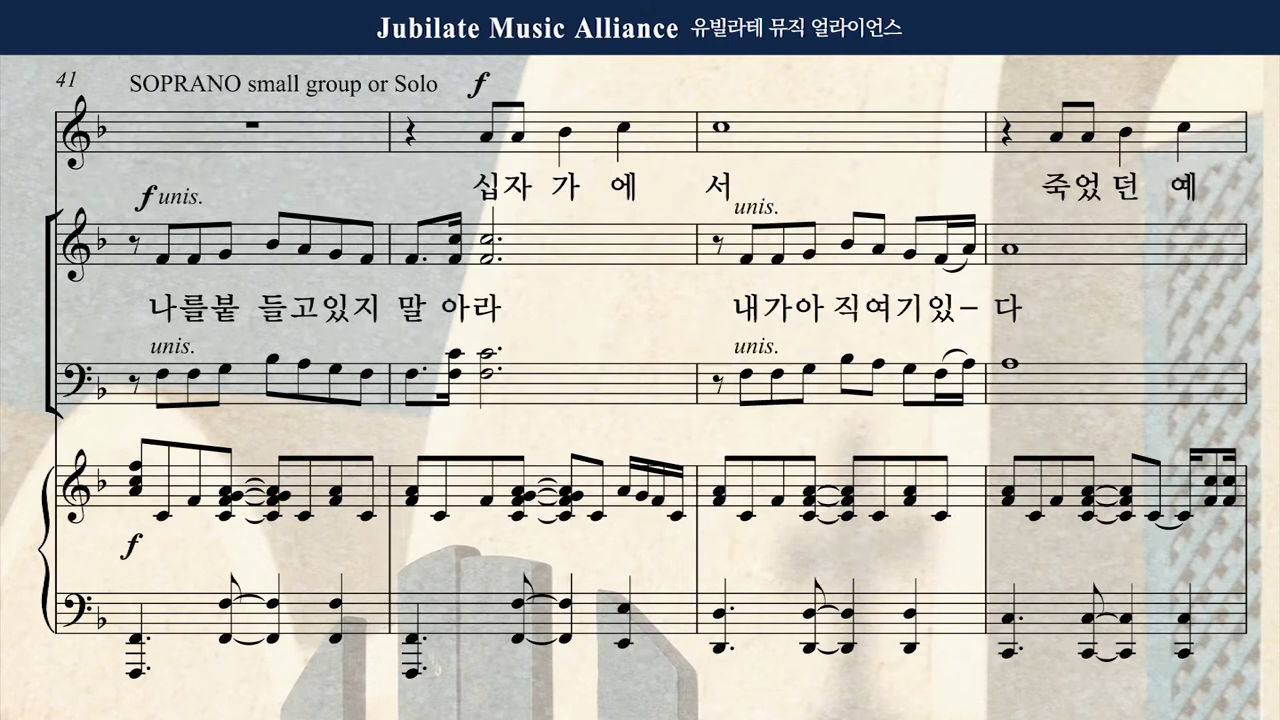 Jubilate Music Alliance 유빌라테 뮤직 얼라이언스
41 SOPRANO small group or Solo f
십자 가 에 서 죽었 던 예
f unis. unis.
나를붙 들고있지 말 아라 내가아 직여기있– 다
unis. unis.
f